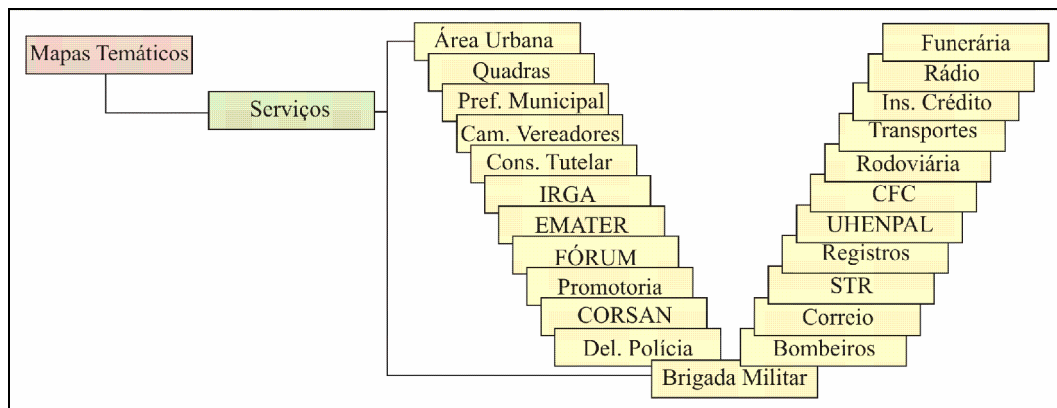 Mapas Temáticos
Serviços
Área Urbana
Quadras
Pref. Municipal
Cam. Vereadores
Cons. Tutelar
IRGA
EMATER
FÓRUM
Promotoria
CORSAN
Del. Polícia
Brigada Militar
Bombeiros
Correio
STR
Registros
UHENPAL
CFC
Rodoviária
Transportes
Ins. Crédito
Rádio
Funerária